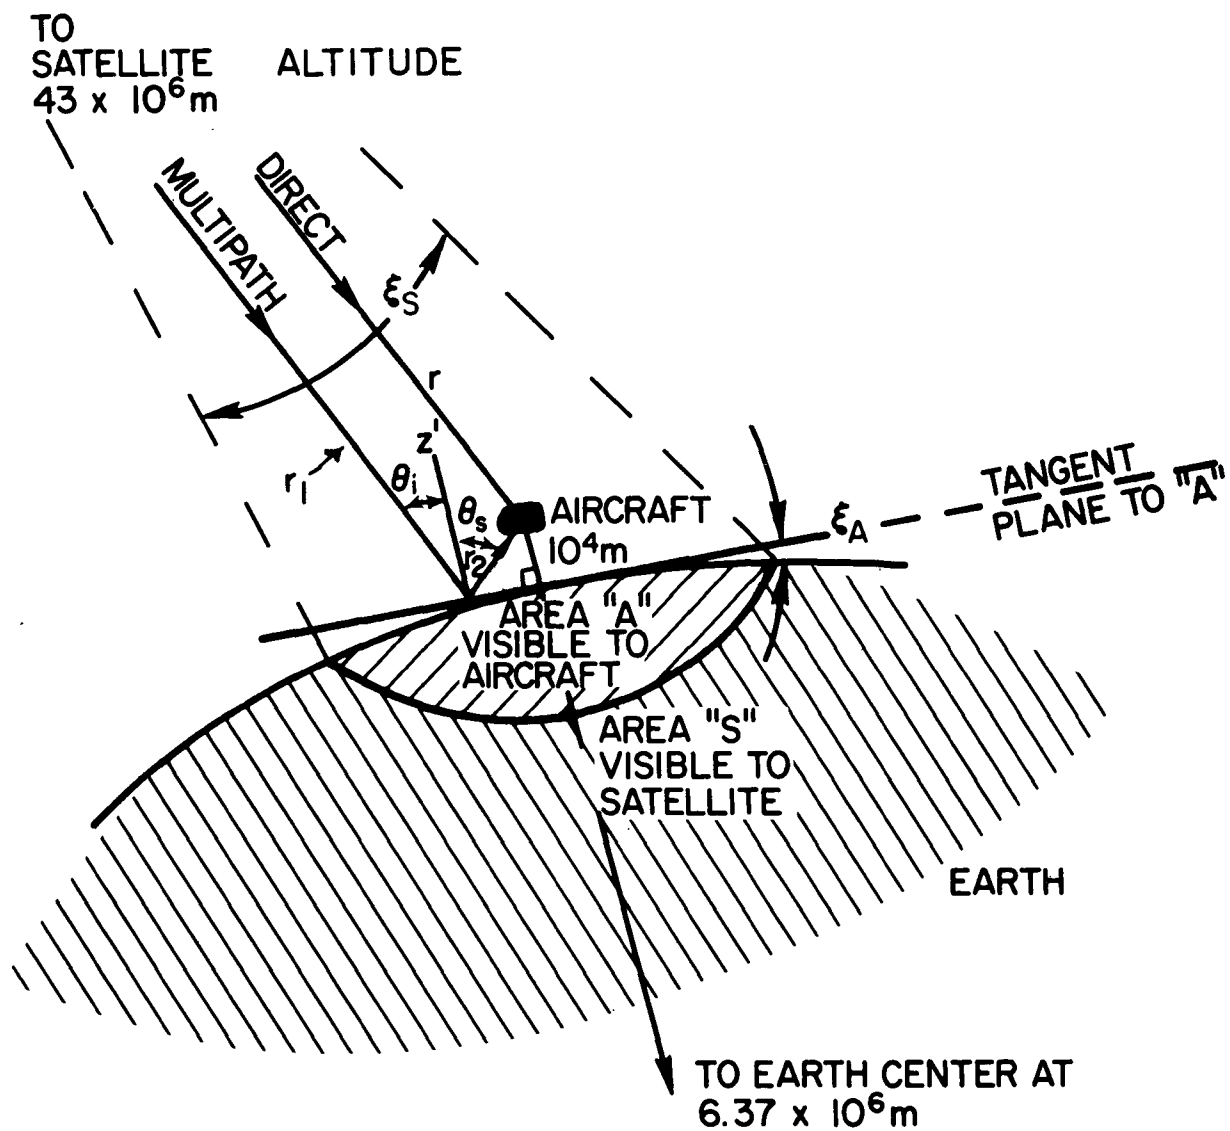 TO
SATELLITE ALTITUDE
43 x 10⁶m
MULTIPATH
DIRECT
ξS
r
z'
r₁
θi
θs
r₂
AIRCRAFT
10⁴m
ξA
TANGENT
PLANE TO "A"
AREA "A"
VISIBLE TO
AIRCRAFT
AREA "S"
VISIBLE TO
SATELLITE
EARTH
TO EARTH CENTER AT
6.37 x 10⁶m